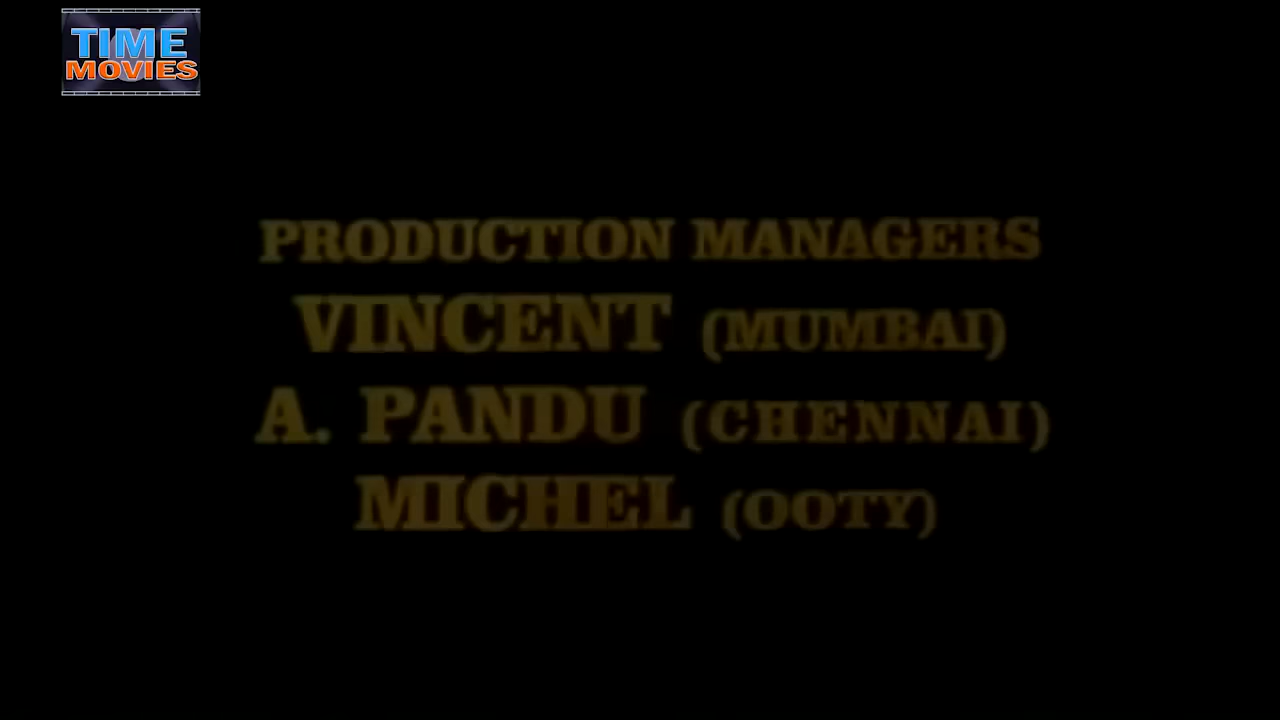 TIME
MOVIES
PRODUCTION MANAGERS
VINCENT (MUMBAI)
A. PANDU (CHENNAI)
MICHEL (OOTY)